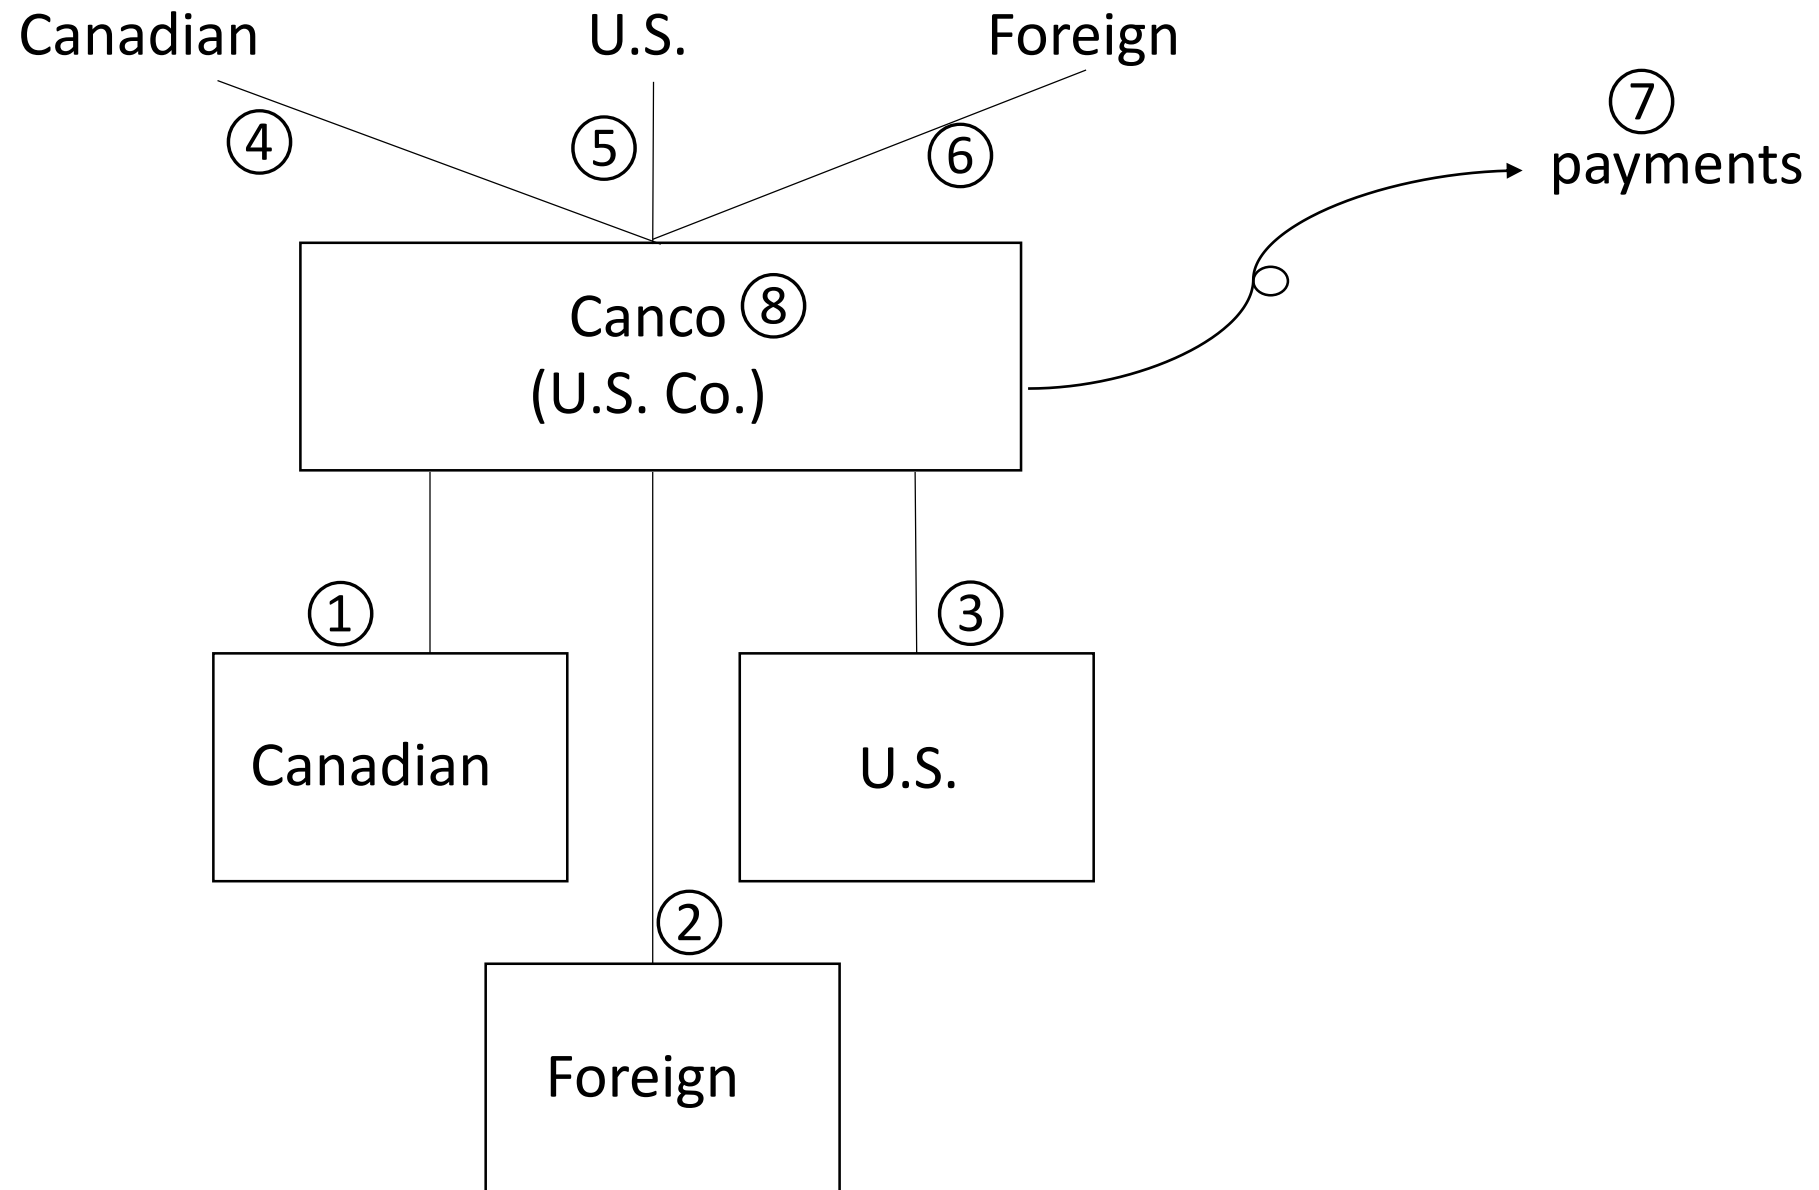 Canadian
U.S.
Foreign
7
payments
4
5
6
Canco 8
(U.S. Co.)
1
3
Canadian
U.S.
2
Foreign